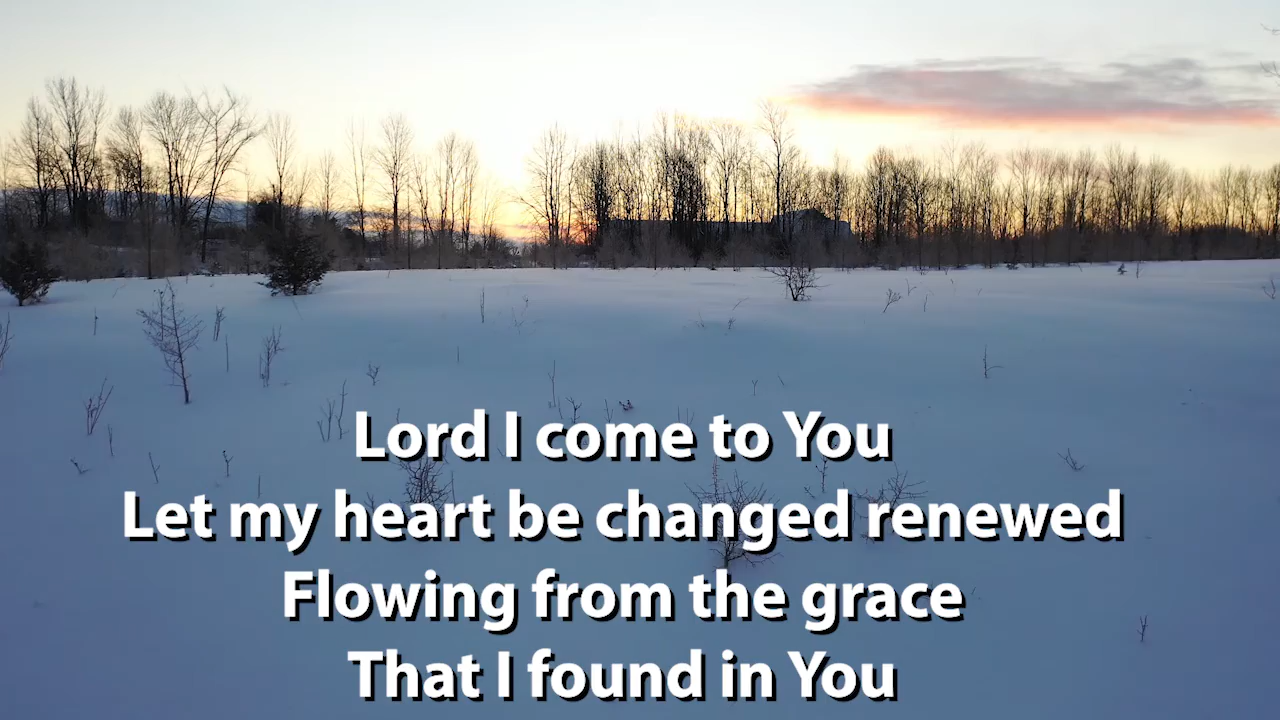 Lord I come to You
Let my heart be changed renewed
Flowing from the grace
That I found in You